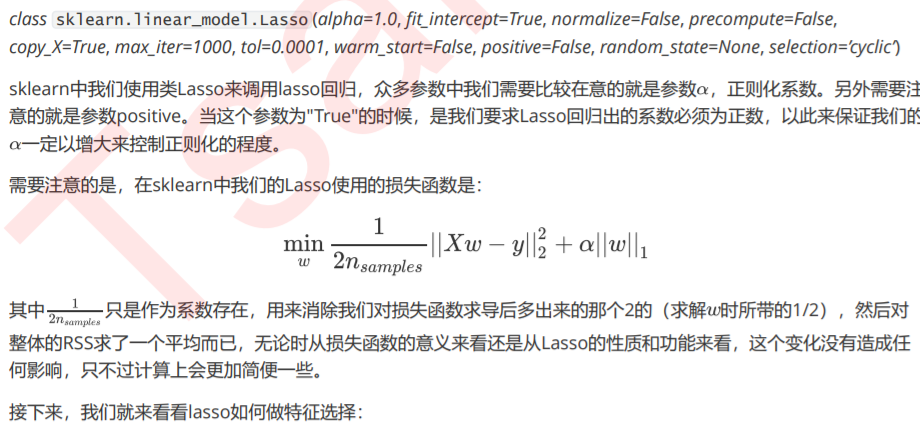 class sklearn.linear_model.Lasso (alpha=1.0, fit_intercept=True, normalize=False, precompute=False,
copy_X=True, max_iter=1000, tol=0.0001, warm_start=False, positive=False, random_state=None, selection='cyclic')
sklearn中我们使用类Lasso来调用lasso回归，众多参数中我们需要比较在意的就是参数α，正则化系数。另外需要注
意的就是参数positive。当这个参数为"True"的时候，是我们要求Lasso回归出的系数必须为正数，以此来保证我们的
α一定以增大来控制正则化的程度。
需要注意的是，在sklearn中我们的Lasso使用的损失函数是：
min_w \frac{1}{2n_{samples}} ||Xw − y||_2^2 + α||w||_1
其中\frac{1}{2n_{samples}}只是作为系数存在，用来消除我们对损失函数求导后多出来的那个2的（求解w时所带的1/2），然后对
整体的RSS求了一个平均而已，无论时从损失函数的意义来看还是从Lasso的性质和功能来看，这个变化没有造成任
何影响，只不过计算上会更加简便一些。
接下来，我们就来看看lasso如何做特征选择：
Tsai